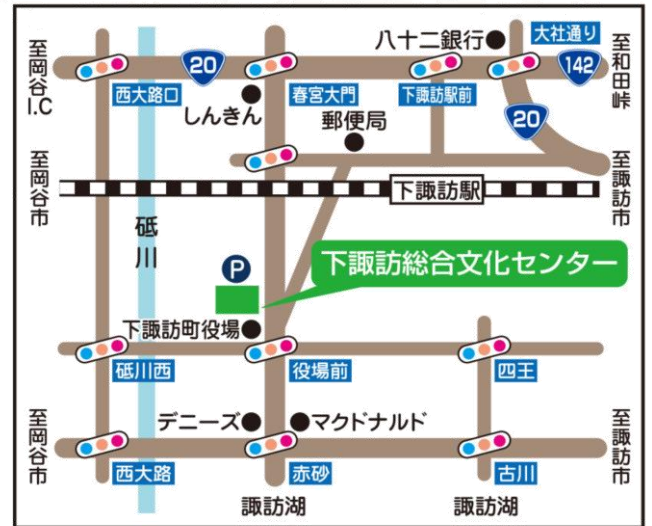 八十二銀行
大社通り
至岡谷I.C
20
142
至和田峠
西大路口
しんきん
春宮大門
下諏訪駅前
郵便局
20
至岡谷市
至諏訪市
下諏訪駅
砥川
P
下諏訪総合文化センター
下諏訪町役場
砥川西
役場前
四王
至岡谷市
デニーズ
マクドナルド
至諏訪市
西大路
赤砂
古川
諏訪湖
諏訪湖